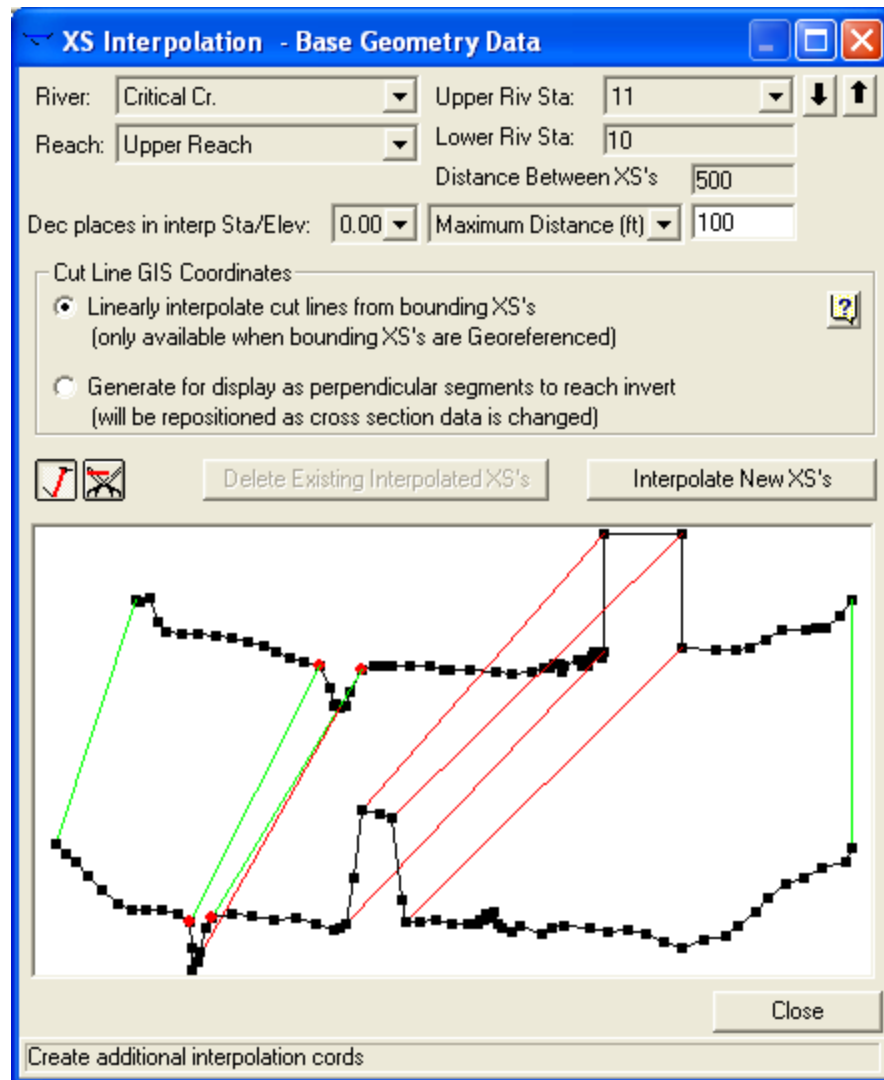 XS Interpolation - Base Geometry Data
River: Critical Cr. Upper Riv Sta: 11
Reach: Upper Reach Lower Riv Sta: 10
Distance Between XS's 500
Dec places in interp Sta/Elev: 0.00 Maximum Distance (ft) 100
Cut Line GIS Coordinates
Linearly interpolate cut lines from bounding XS's
(only available when bounding XS's are Georeferenced)
Generate for display as perpendicular segments to reach invert
(will be repositioned as cross section data is changed)
Delete Existing Interpolated XS's Interpolate New XS's
Close
Create additional interpolation cords